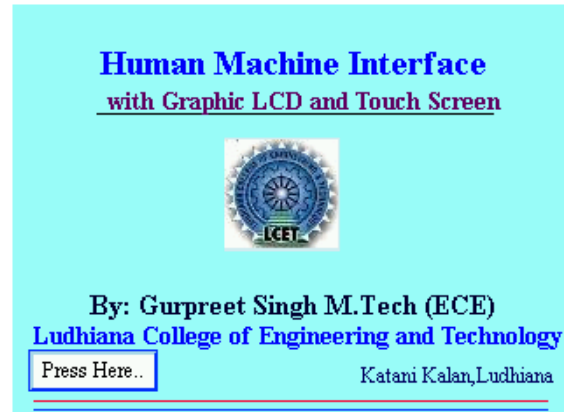 Human Machine Interface
with Graphic LCD and Touch Screen
LCET
By: Gurpreet Singh M.Tech (ECE)
Ludhiana College of Engineering and Technology
Press Here..
Katani Kalan,Ludhiana